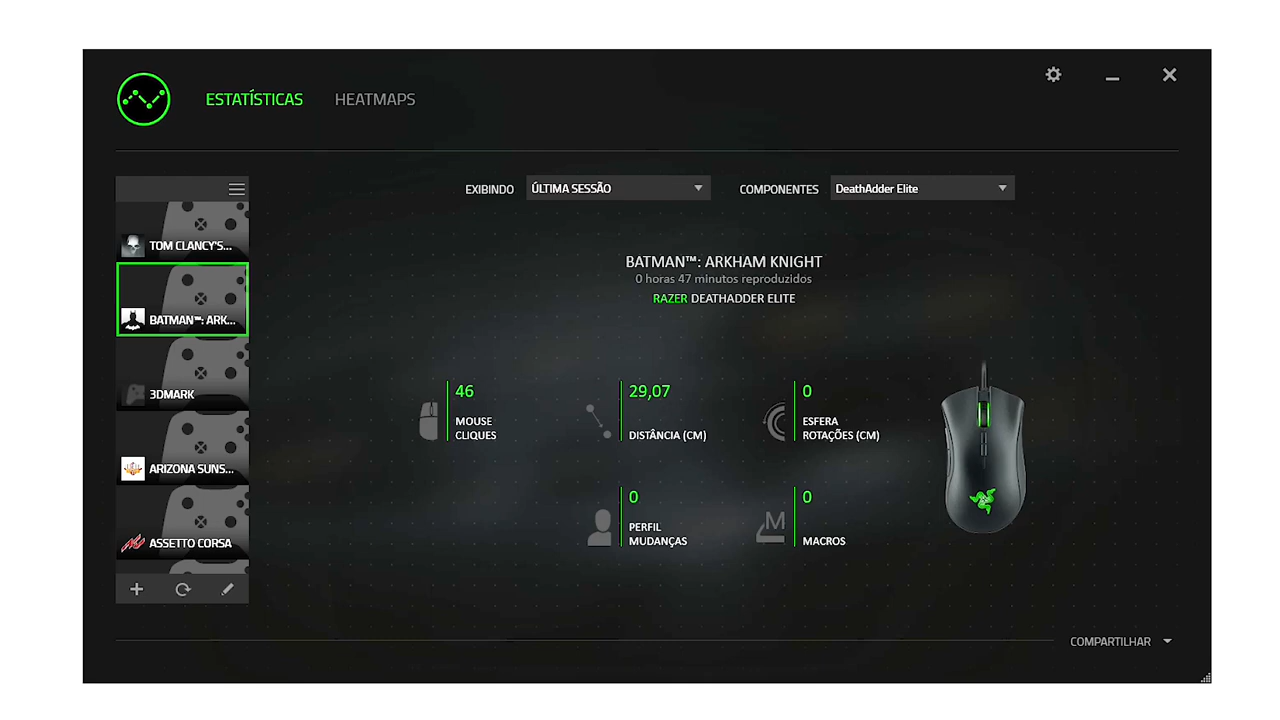 ESTATÍSTICAS
HEATMAPS
EXIBINDO
ÚLTIMA SESSÃO
COMPONENTES
DeathAdder Elite
TOM CLANCY'S...
BATMAN™: ARK...
3DMARK
ARIZONA SUNS...
ASSETTO CORSA
BATMAN™: ARKHAM KNIGHT
0 horas 47 minutos reproduzidos
RAZER DEATHADDER ELITE
46
MOUSE
CLIQUES
29,07
DISTÂNCIA (CM)
0
ESFERA
ROTAÇÕES (CM)
0
PERFIL
MUDANÇAS
M
0
MACROS
COMPARTILHAR